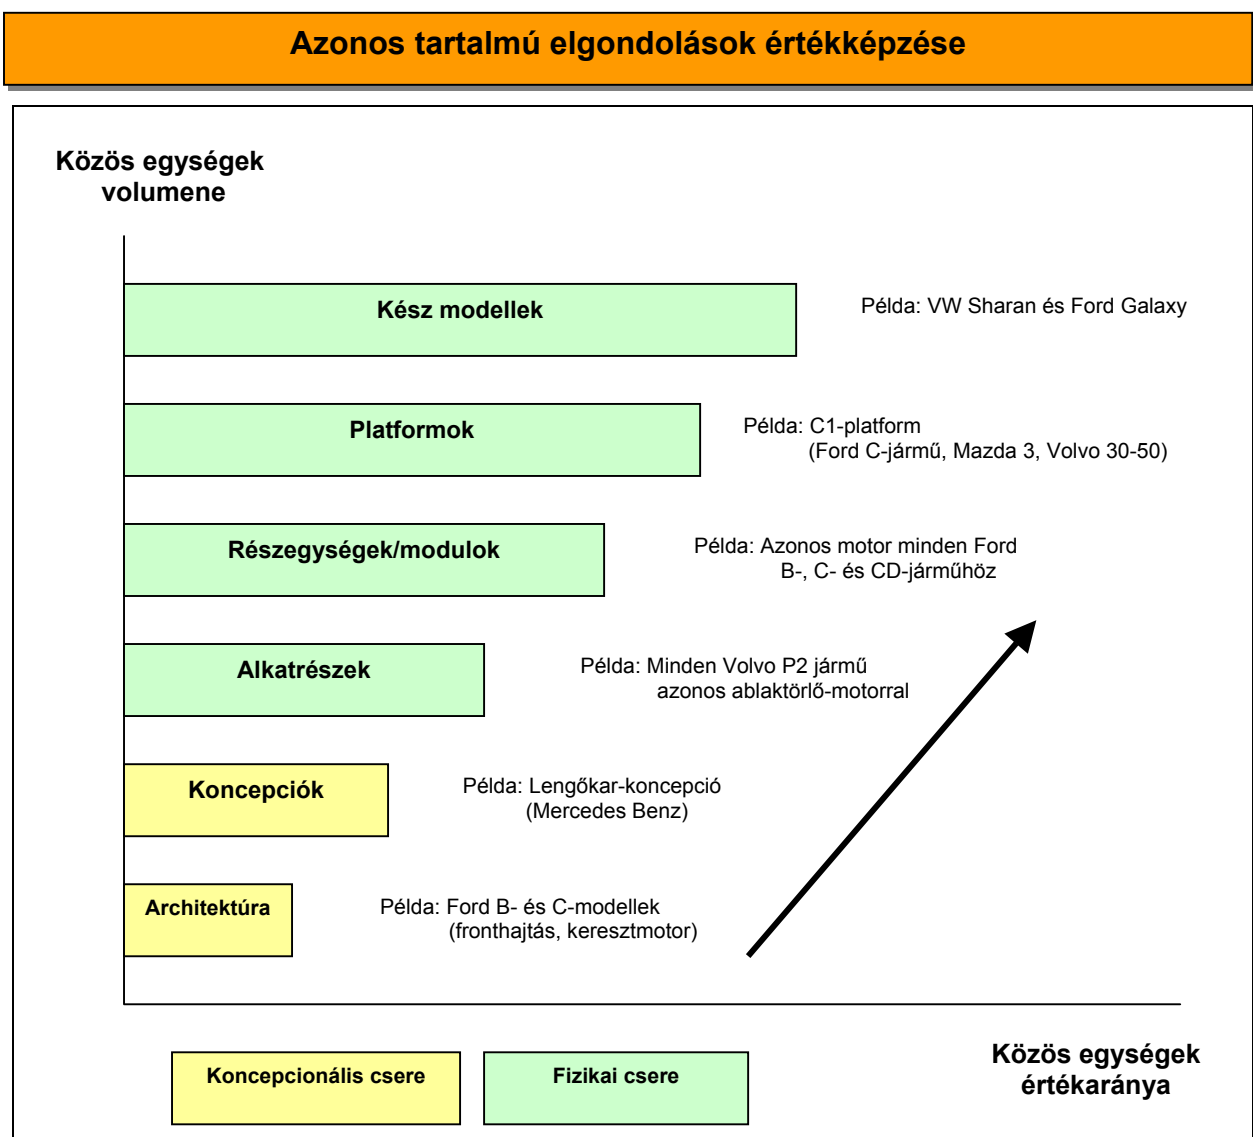 Azonos tartalmú elgondolások értékképzése
Közös egységek
volumene
Kész modellek
Példa: VW Sharan és Ford Galaxy
Platformok
Példa: C1-platform
(Ford C-jármű, Mazda 3, Volvo 30-50)
Részegységek/modulok
Példa: Azonos motor minden Ford
B-, C- és CD-járműhöz
Alkatrészek
Példa: Minden Volvo P2 jármű
azonos ablaktörlő-motorral
Koncepciók
Példa: Lengőkar-koncepció
(Mercedes Benz)
Architektúra
Példa: Ford B- és C-modellek
(fronthajtás, keresztmotor)
Közös egységek
értékaránya
Koncepcionális csere
Fizikai csere